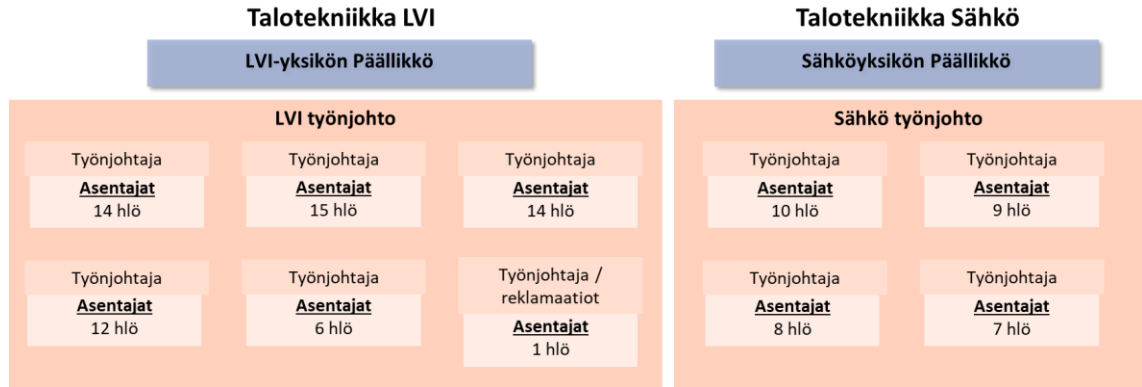 Talotekniikka LVI
LVI-yksikön Päällikkö
LVI työnjohto
Työnjohtaja
Asentajat
14 hlö
Työnjohtaja
Asentajat
15 hlö
Työnjohtaja
Asentajat
14 hlö
Työnjohtaja
Asentajat
12 hlö
Työnjohtaja
Asentajat
6 hlö
Työnjohtaja /
reklamaatiot
Asentajat
1 hlö
Talotekniikka Sähkö
Sähköyksikön Päällikkö
Sähkö työnjohto
Työnjohtaja
Asentajat
10 hlö
Työnjohtaja
Asentajat
9 hlö
Työnjohtaja
Asentajat
8 hlö
Työnjohtaja
Asentajat
7 hlö